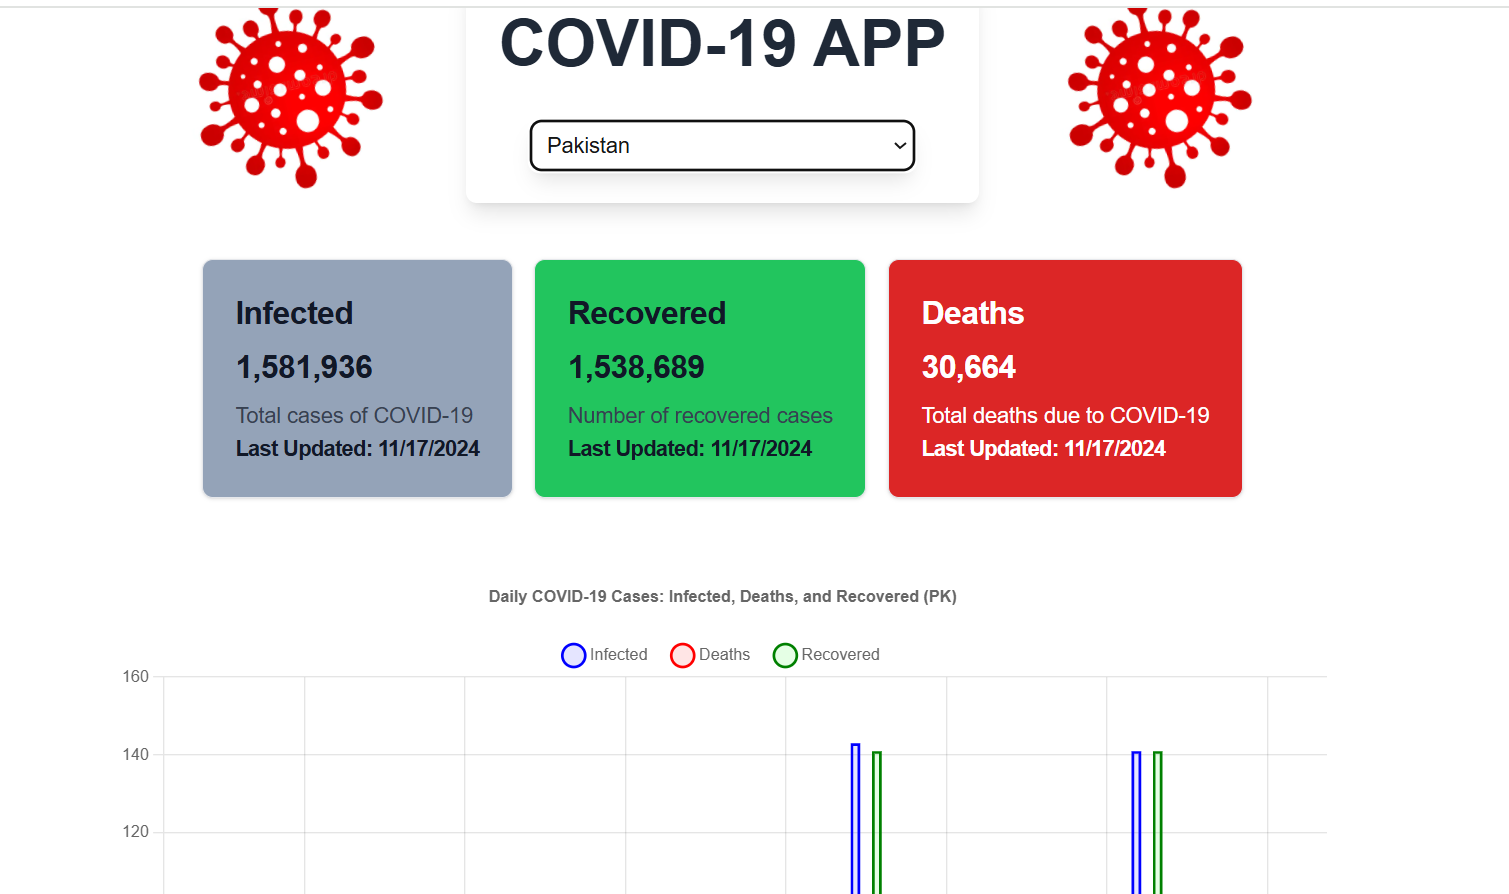 COVID-19 APP
Pakistan
Infected
1,581,936
Total cases of COVID-19
Last Updated: 11/17/2024
Recovered
1,538,689
Number of recovered cases
Last Updated: 11/17/2024
Deaths
30,664
Total deaths due to COVID-19
Last Updated: 11/17/2024
Daily COVID-19 Cases: Infected, Deaths, and Recovered (PK)
Infected Deaths Recovered
160
140
120